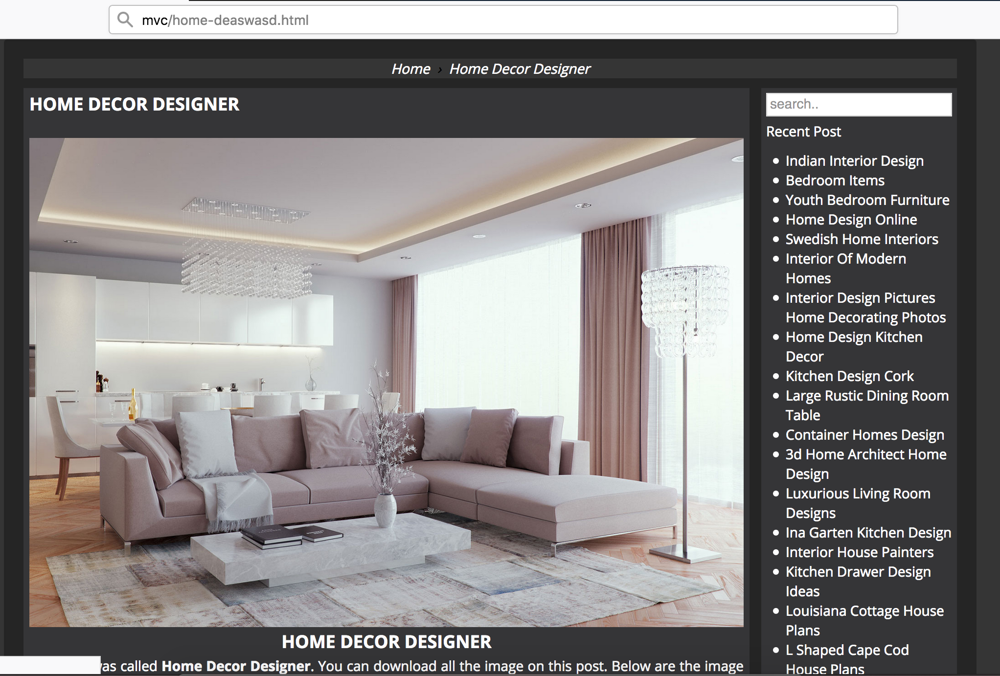 mvc/home-deaswasd.html
Home › Home Decor Designer
HOME DECOR DESIGNER
HOME DECOR DESIGNER
called Home Decor Designer. You can download all the image on this post. Below are the image
search..
Recent Post
Indian Interior Design
Bedroom Items
Youth Bedroom Furniture
Home Design Online
Swedish Home Interiors
Interior Of Modern
Homes
Interior Design Pictures
Home Decorating Photos
Home Design Kitchen
Decor
Kitchen Design Cork
Large Rustic Dining Room
Table
Container Homes Design
3d Home Architect Home
Design
Luxurious Living Room
Designs
Ina Garten Kitchen Design
Interior House Painters
Kitchen Drawer Design
Ideas
Louisiana Cottage House
Plans
L Shaped Cape Cod
House Plans